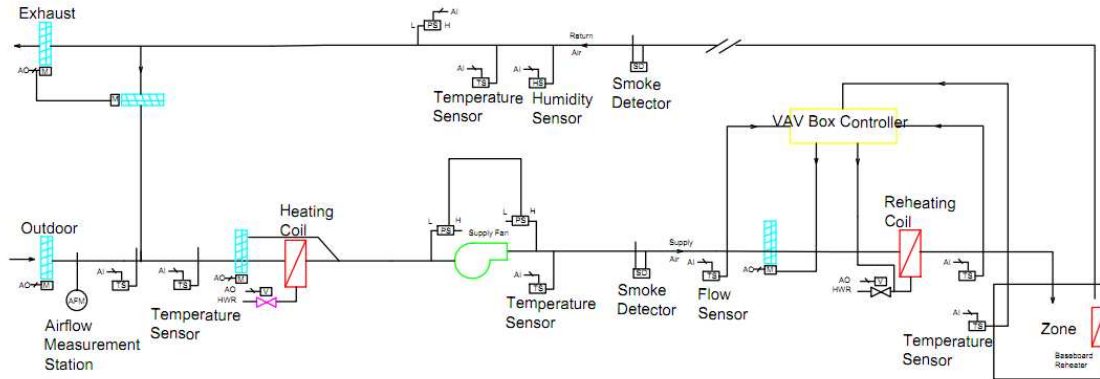 Exhaust
AO
M
M
L
PS
H
AI
Return
Air
AI
TS
Temperature
Sensor
AI
HS
Humidity
Sensor
SD
Smoke
Detector
VAV Box Controller
Outdoor
AO
M
AFM
Airflow
Measurement
Station
AI
TS
AI
TS
Temperature
Sensor
AO
M
Heating
Coil
AO
V
HWR
L
PS
H
Supply Fan
L
PS
H
AI
AI
TS
Temperature
Sensor
SD
Smoke
Detector
Supply
Air
AI
TS
Flow
Sensor
AO
M
Reheating
Coil
AO
V
HWR
AI
TS
AI
TS
Temperature
Sensor
Zone
Baseboard
Reheater